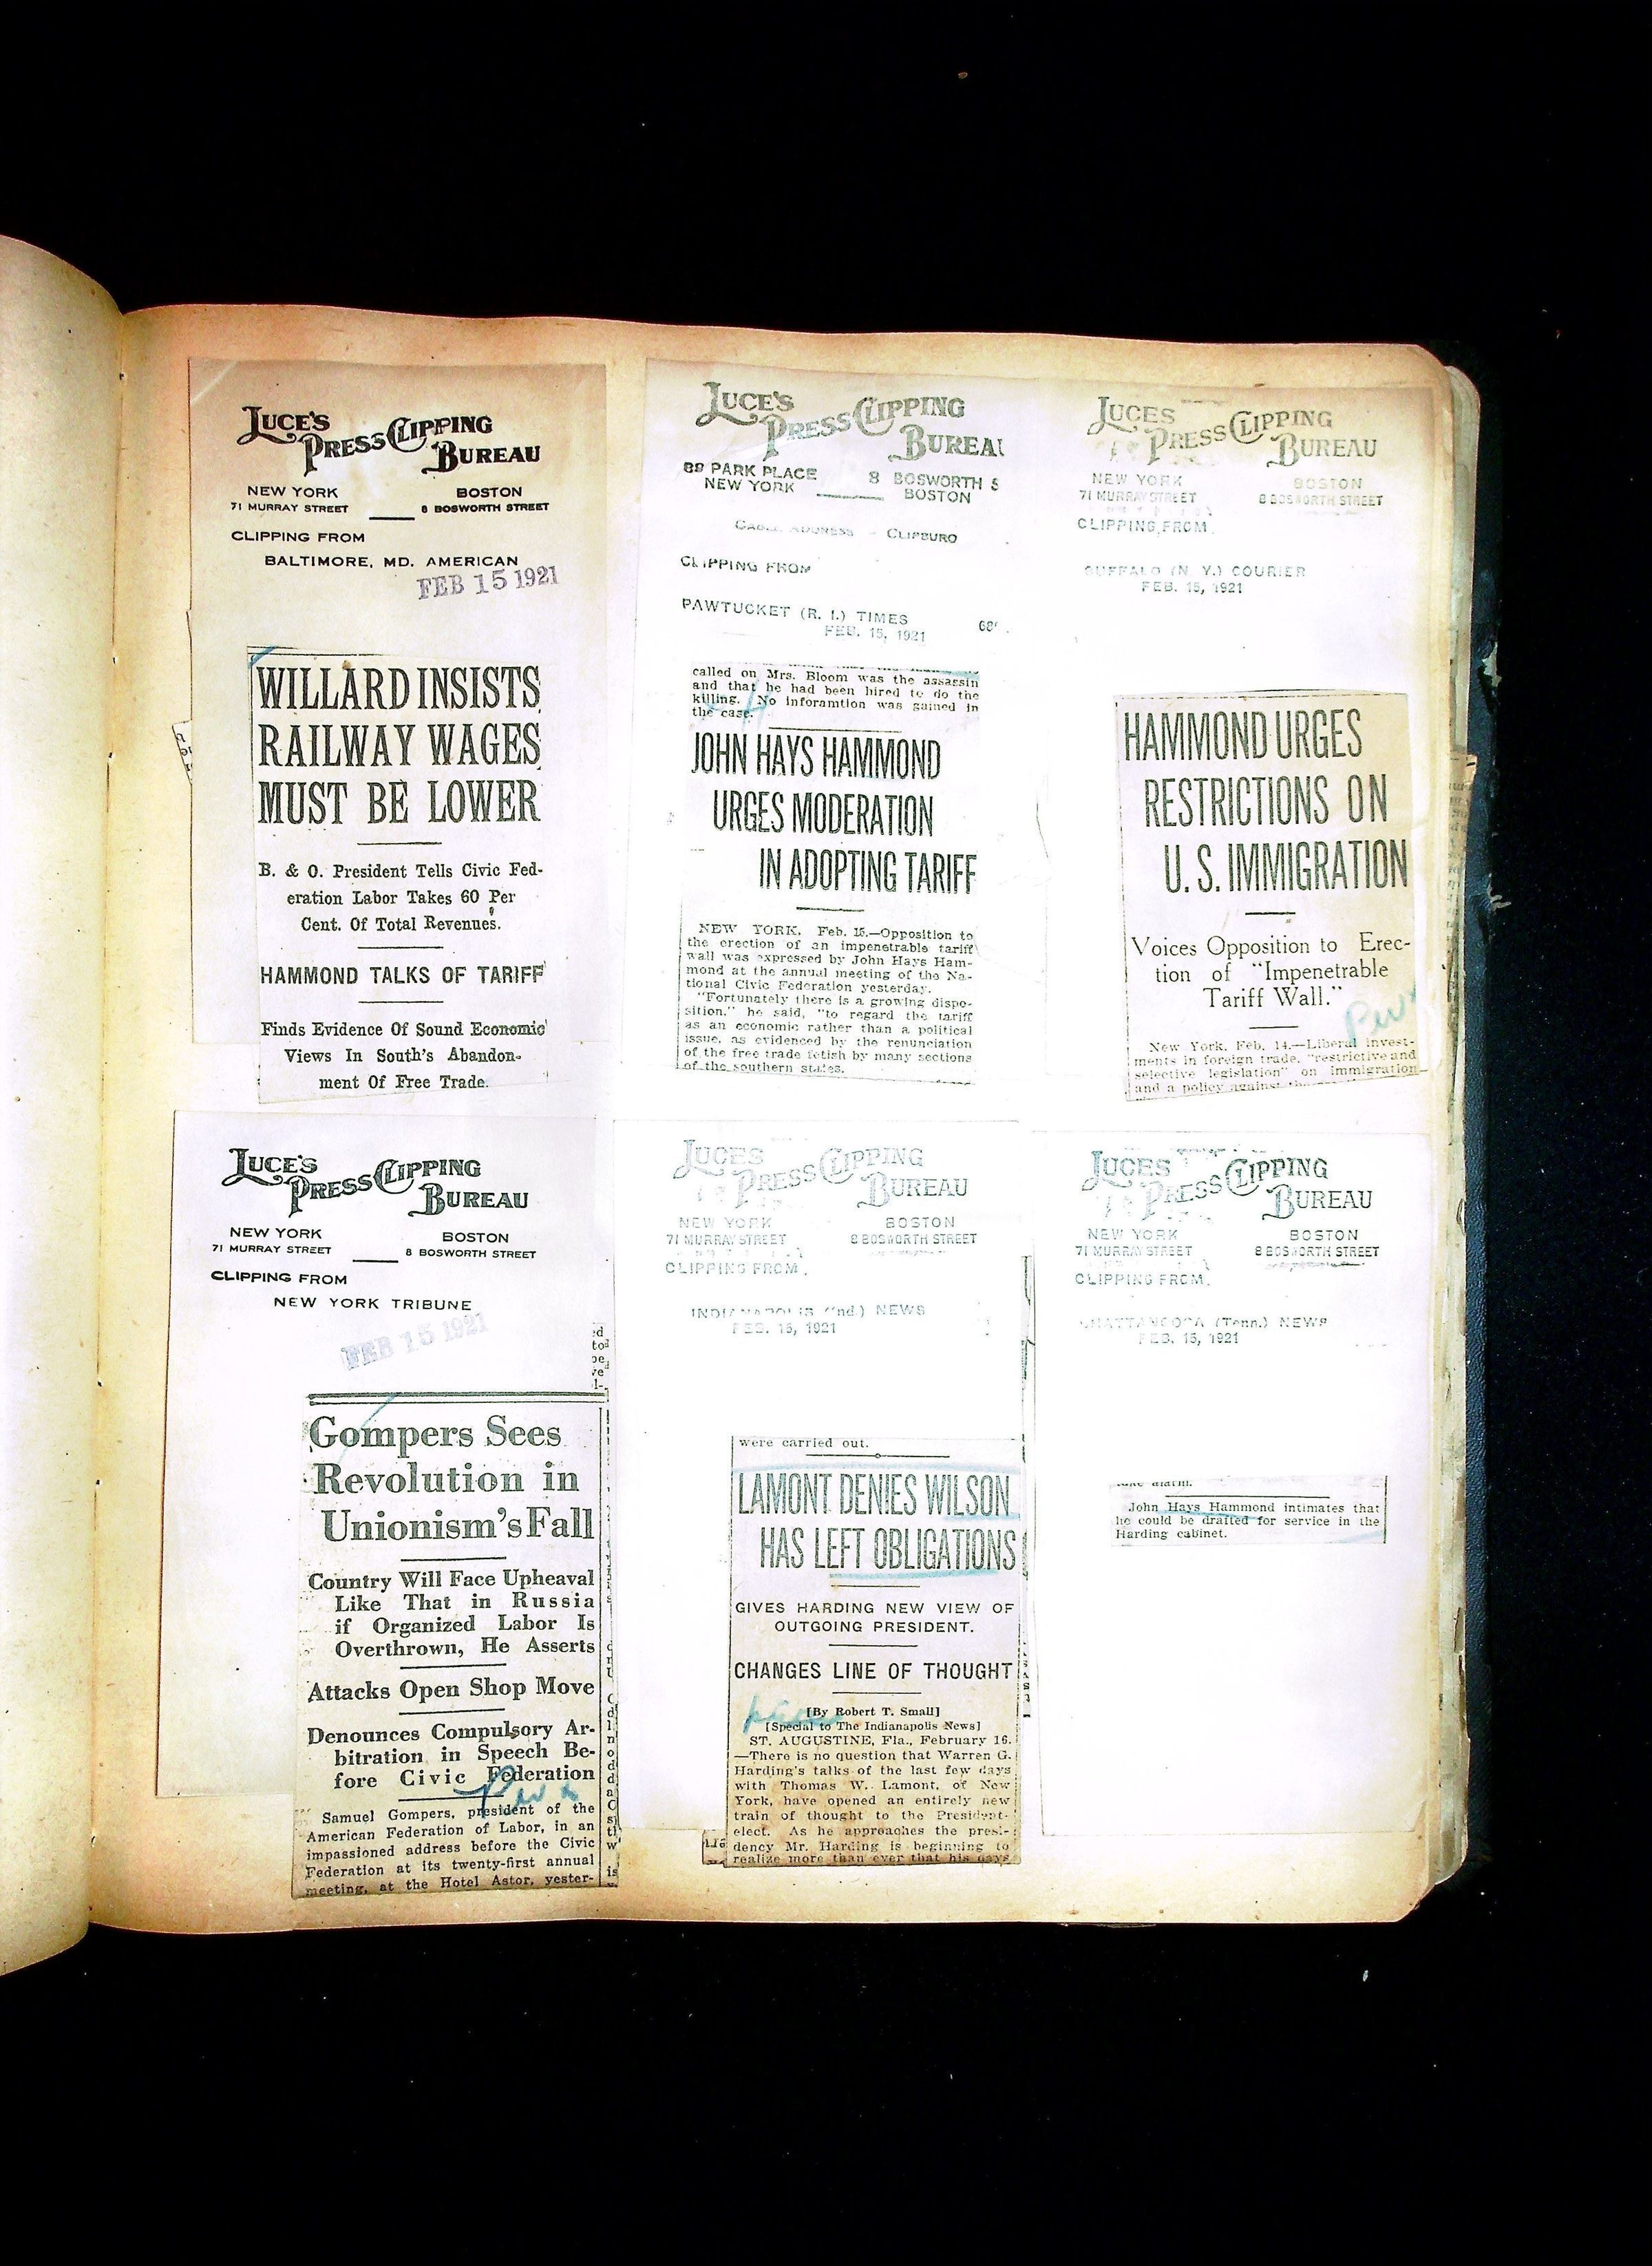 LUCE'S
PRESS CLIPPING
BUREAU
NEW YORK BOSTON
71 MURRAY STREET 8 BOSWORTH STREET
CLIPPING FROM
BALTIMORE, MD. AMERICAN
FEB 15 1921
WILLARD INSISTS
RAILWAY WAGES
MUST BE LOWER
B. & O. President Tells Civic Fed-
eration Labor Takes 60 Per
Cent. Of Total Revenues.
HAMMOND TALKS OF TARIFF
Finds Evidence Of Sound Economic
Views In South's Abandon-
ment Of Free Trade.
LUCE'S
PRESS CLIPPING
BUREAU
88 PARK PLACE 8 BOSWORTH S
NEW YORK BOSTON
CABLE ADDRESS - CLIPBURO
CLIPPING FROM
PAWTUCKET (R. I.) TIMES
FEB. 15, 1921
called on Mrs. Bloom was the assassin
and that he had been hired to do the
killing. No inforamtion was gained in
the case.
JOHN HAYS HAMMOND
URGES MODERATION
IN ADOPTING TARIFF
NEW YORK, Feb. 15.—Opposition to
the erection of an impenetrable tariff
wall was expressed by John Hays Ham-
mond at the annual meeting of the Na-
tional Civic Federation yesterday.
"Fortunately there is a growing dispo-
sition," he said, "to regard the tariff
as an economic rather than a political
issue, as evidenced by the renunciation
of the free trade fetish by many sections
of the southern states.
LUCES
PRESS CLIPPING
BUREAU
NEW YORK BOSTON
71 MURRAY STREET 8 BOSWORTH STREET
CLIPPING FROM
BUFFALO (N. Y.) COURIER
FEB. 15, 1921
HAMMOND URGES
RESTRICTIONS ON
U. S. IMMIGRATION
Voices Opposition to Erec-
tion of "Impenetrable
Tariff Wall."
New York, Feb. 14.—Liberal invest-
ments in foreign trade, "restrictive and
selective legislation" on immigration
and a policy against the
LUCE'S
PRESS CLIPPING
BUREAU
NEW YORK BOSTON
71 MURRAY STREET 8 BOSWORTH STREET
CLIPPING FROM
NEW YORK TRIBUNE
FEB 15 1921
Gompers Sees
Revolution in
Unionism's Fall
Country Will Face Upheaval
Like That in Russia
if Organized Labor Is
Overthrown, He Asserts
Attacks Open Shop Move
Denounces Compulsory Ar-
bitration in Speech Be-
fore Civic Federation
Samuel Gompers, president of the
American Federation of Labor, in an
impassioned address before the Civic
Federation at its twenty-first annual
meeting, at the Hotel Astor, yester-
LUCES
PRESS CLIPPING
BUREAU
NEW YORK BOSTON
71 MURRAY STREET 8 BOSWORTH STREET
CLIPPING FROM
INDIANAPOLIS (Ind.) NEWS
FEB. 16, 1921
were carried out.
LAMONT DENIES WILSON
HAS LEFT OBLIGATIONS
GIVES HARDING NEW VIEW OF
OUTGOING PRESIDENT.
CHANGES LINE OF THOUGHT
[By Robert T. Small]
[Special to The Indianapolis News]
ST. AUGUSTINE, Fla., February 16.
—There is no question that Warren G.
Harding's talks of the last few days
with Thomas W. Lamont, of New
York, have opened an entirely new
train of thought to the President-
elect. As he approaches the presi-
dency Mr. Harding is beginning to
realize more than ever that his days
LUCES
PRESS CLIPPING
BUREAU
NEW YORK BOSTON
71 MURRAY STREET 8 BOSWORTH STREET
CLIPPING FROM
CHATTANOOGA (Tenn.) NEWS
FEB. 15, 1921
John Hays Hammond intimates that
he could be drafted for service in the
Harding cabinet.